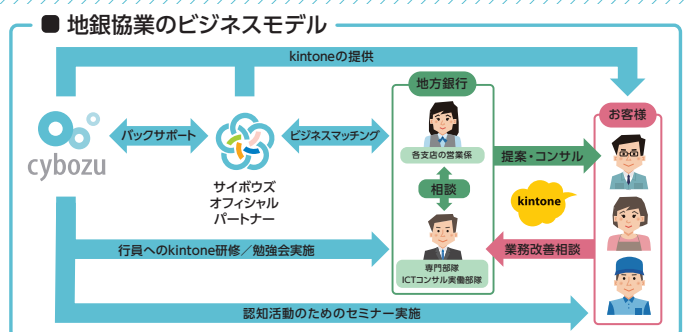 ■ 地銀協業のビジネスモデル
kintoneの提供
地方銀行
お客様
cybozu
バックサポート
サイボウズ
オフィシャル
パートナー
ビジネスマッチング
各支店の営業係
提案・コンサル
相談
kintone
行員へのkintone研修／勉強会実施
業務改善相談
専門部隊
ICTコンサル実働部隊
認知活動のためのセミナー実施